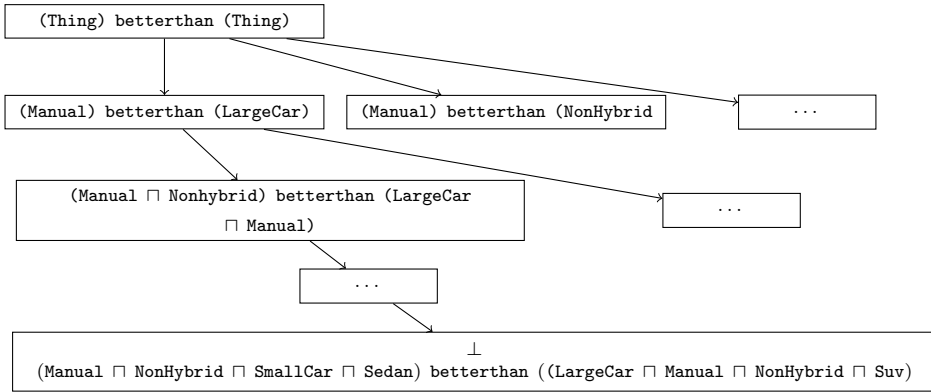 (Thing) betterthan (Thing)
(Manual) betterthan (LargeCar)
(Manual) betterthan (NonHybrid
...
(Manual ⊓ Nonhybrid) betterthan (LargeCar
⊓ Manual)
...
...
⊥
(Manual ⊓ NonHybrid ⊓ SmallCar ⊓ Sedan) betterthan ((LargeCar ⊓ Manual ⊓ NonHybrid ⊓ Suv)